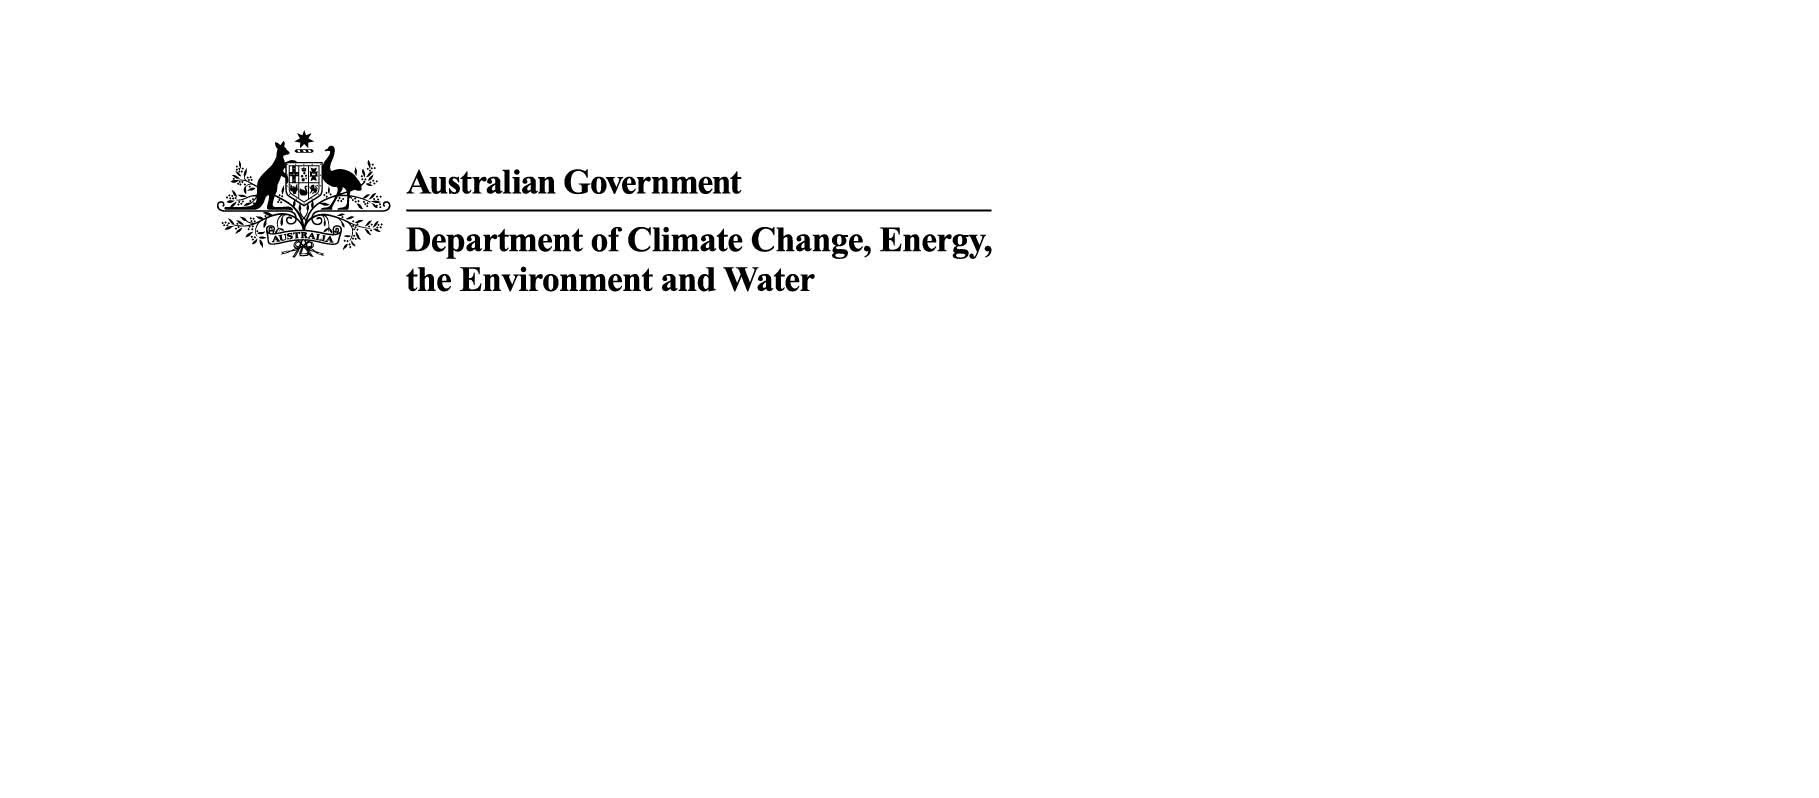 Australian Government
Department of Climate Change, Energy,
the Environment and Water
AUSTRALIA